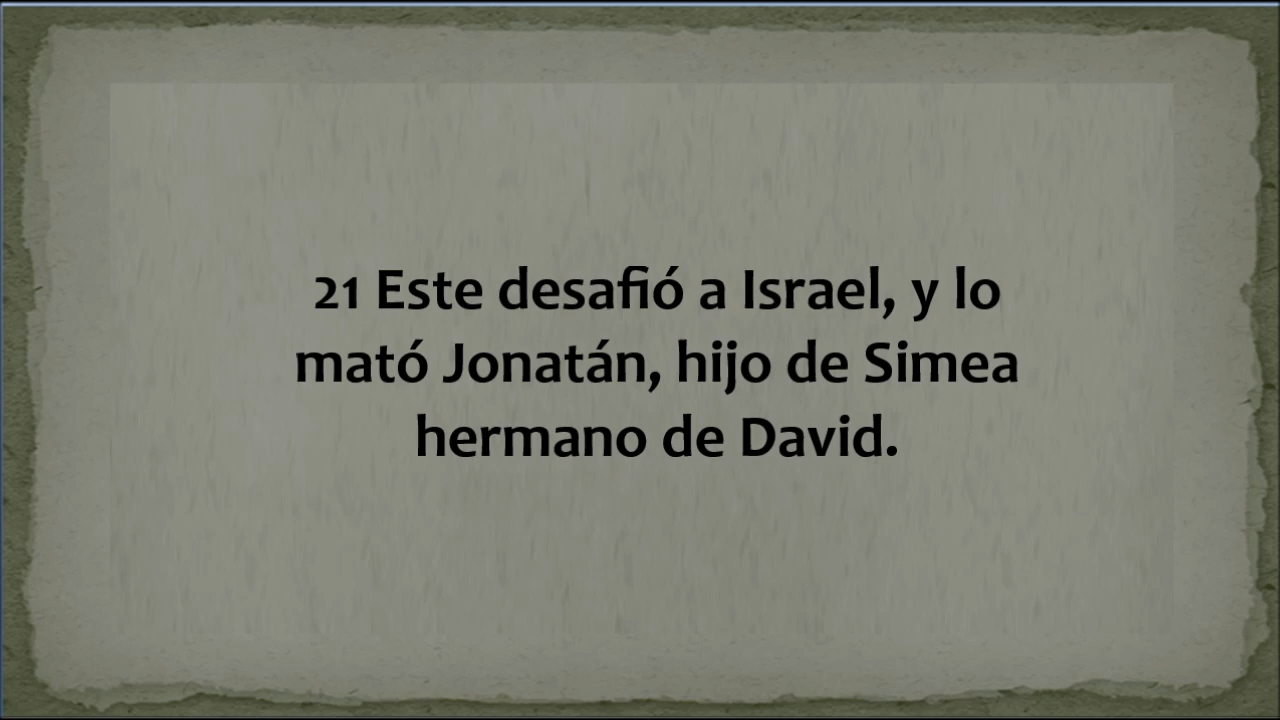 21 Este desafió a Israel, y lo
mató Jonatán, hijo de Simea
hermano de David.